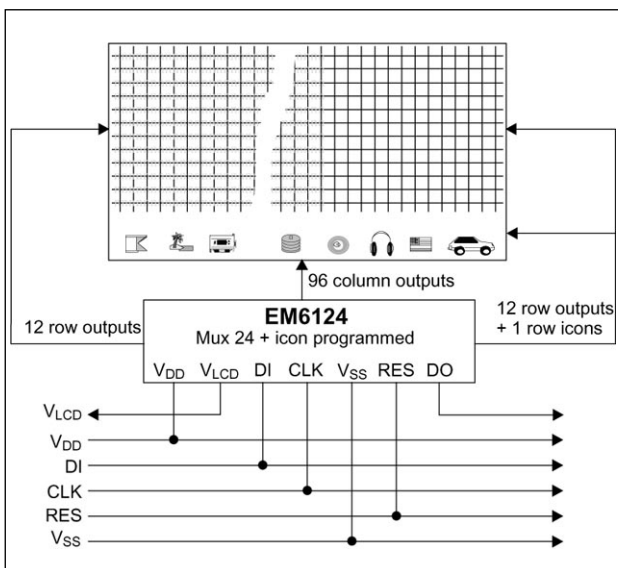 96 column outputs
EM6124
Mux 24 + icon programmed
12 row outputs
12 row outputs
+ 1 row icons
VDD VLCD DI CLK VSS RES DO
VLCD
VDD
DI
CLK
RES
VSS